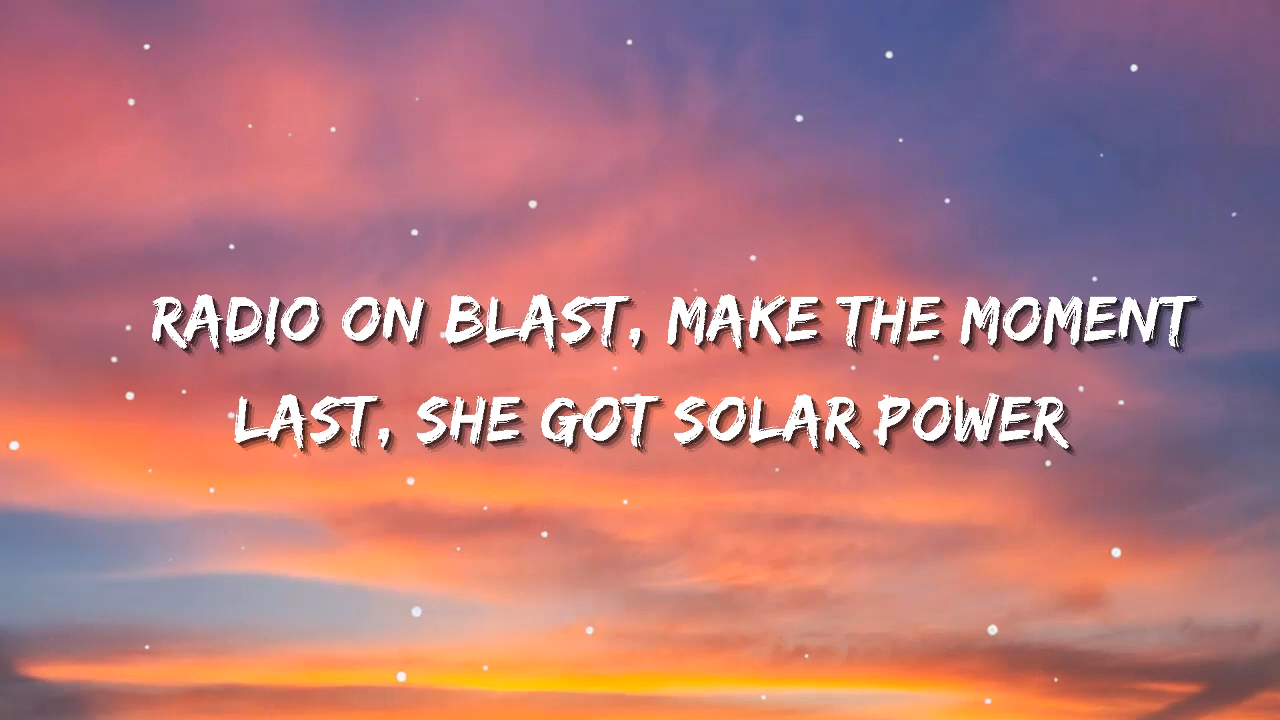 RADIO ON BLAST, MAKE THE MOMENT
LAST, SHE GOT SOLAR POWER